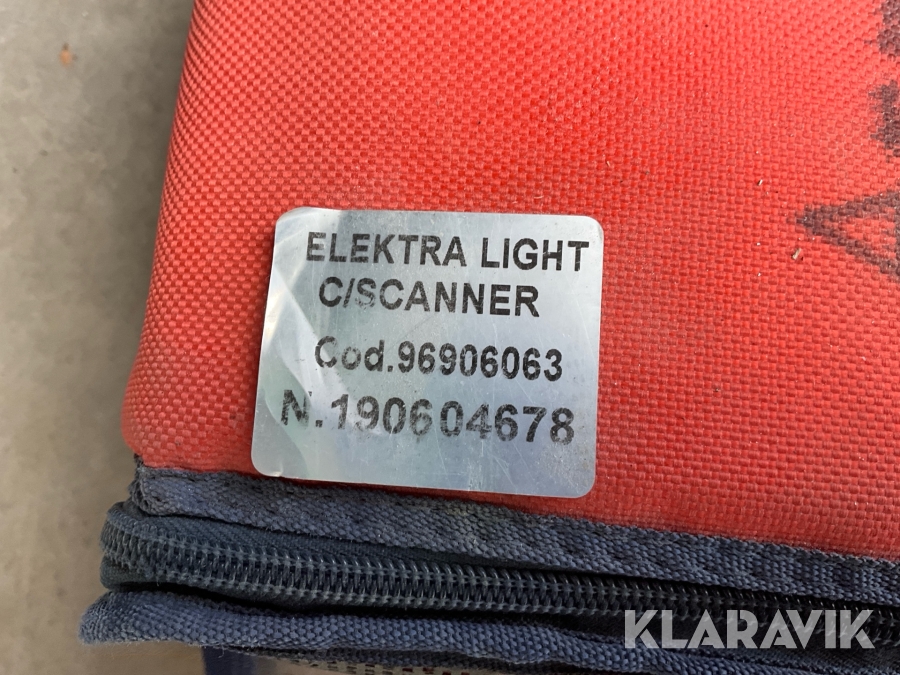 ELEKTRA LIGHT
C/SCANNER
Cod.96906063
N.190604678
KLARAVIK